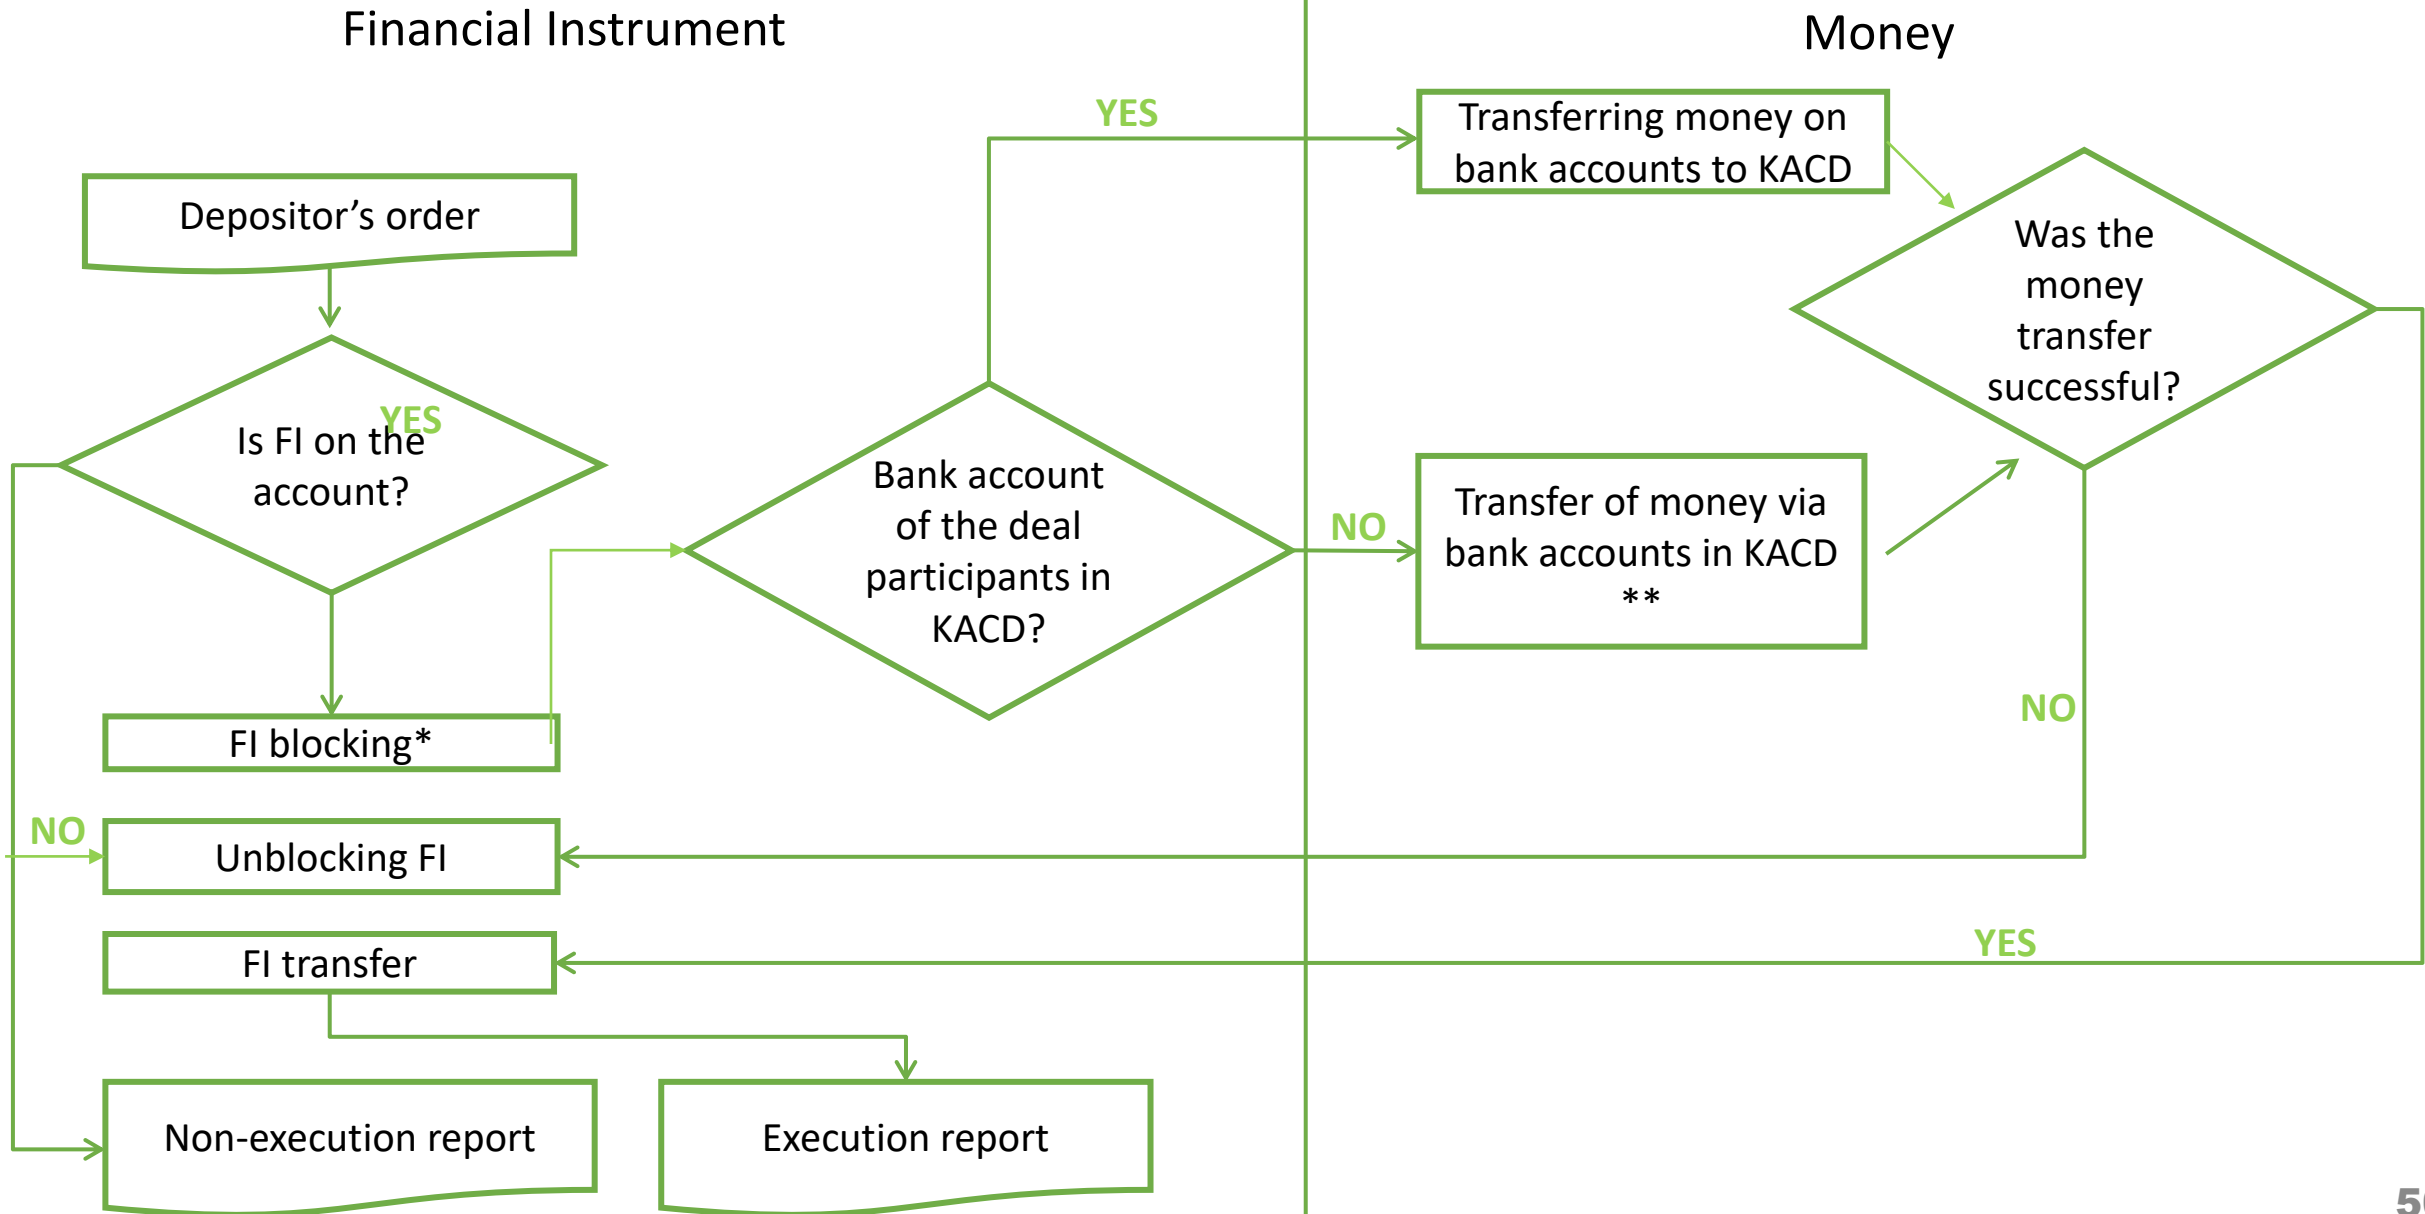 Financial Instrument
Money
YES
Transferring money on
bank accounts to KACD
Depositor's order
Was the
money
transfer
successful?
YES
Is FI on the
account?
Bank account
of the deal
participants in
KACD?
NO
Transfer of money via
bank accounts in KACD
**
FI blocking*
NO
NO
Unblocking FI
FI transfer
YES
Non-execution report
Execution report